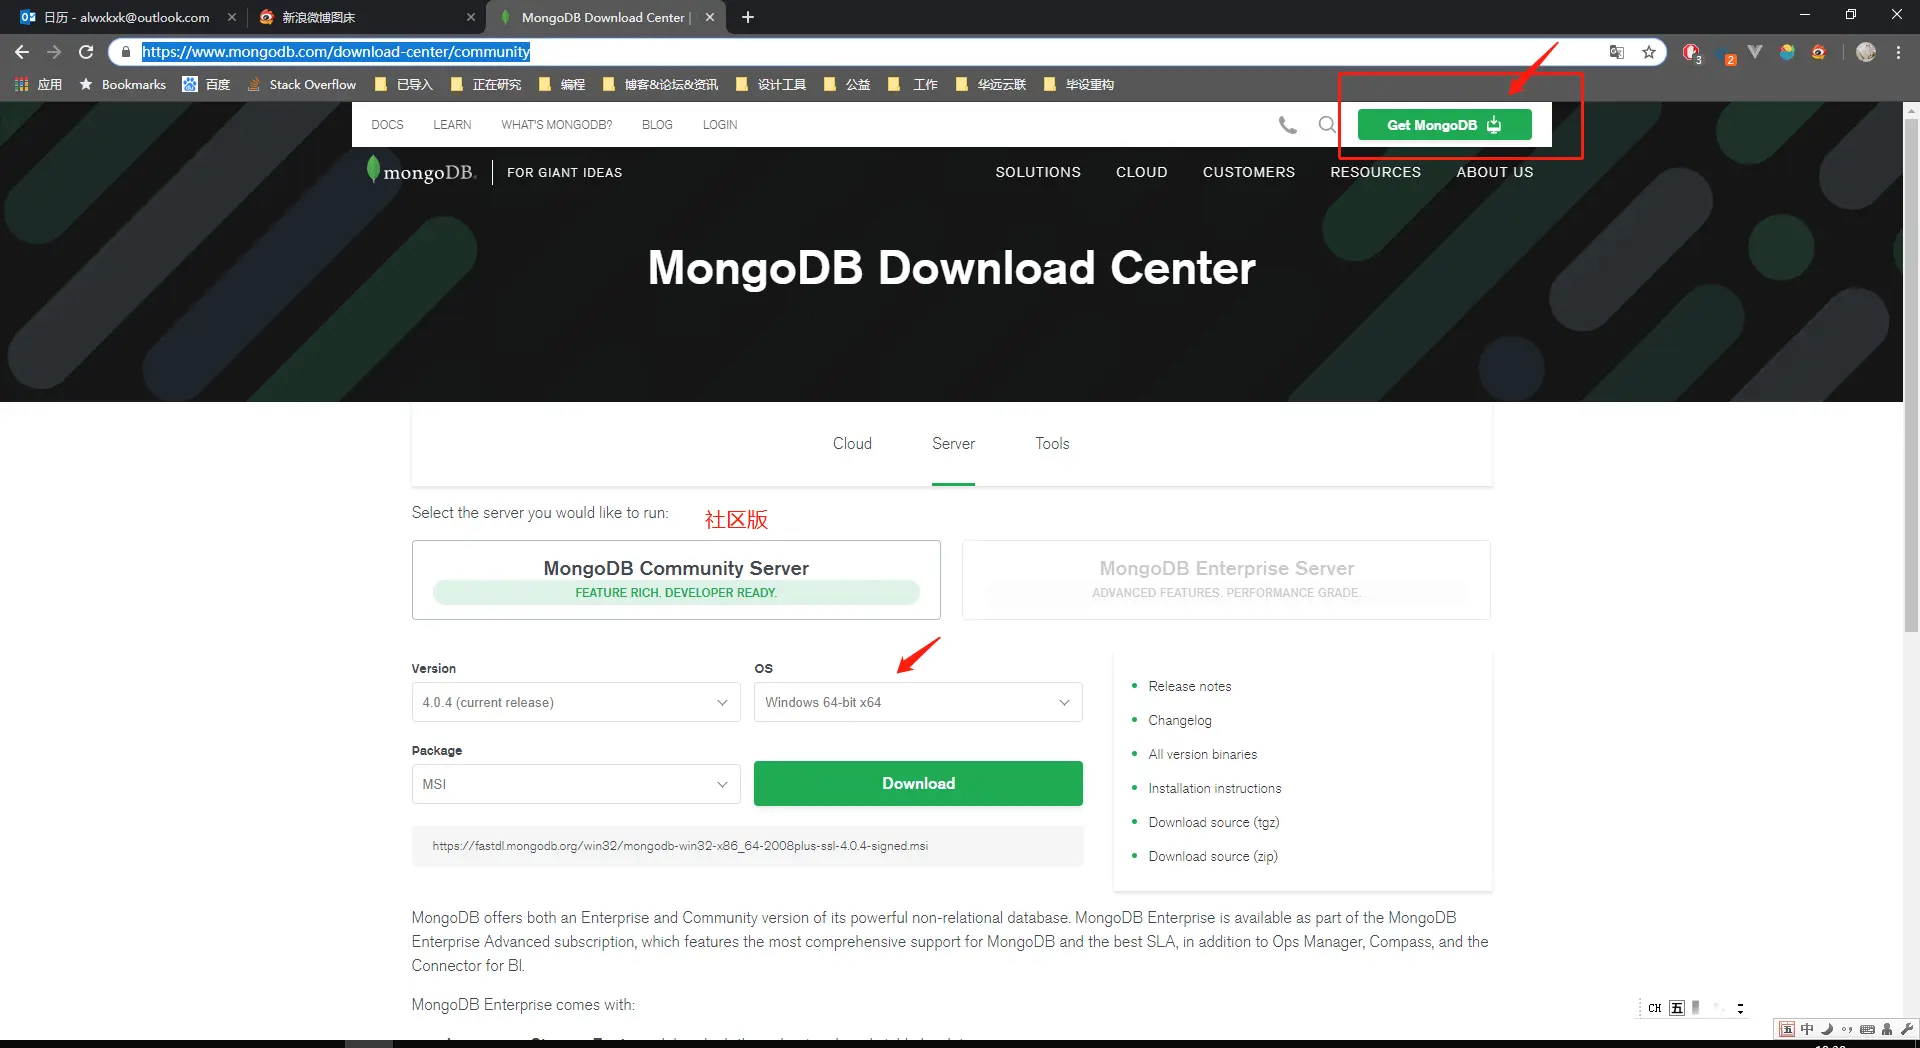 日历 - alwxkxk@outlook.com
新浪微博图床
MongoDB Download Center |
https://www.mongodb.com/download-center/community
3
2
应用
Bookmarks
百度
Stack Overflow
已导入
正在研究
编程
博客&论坛&资讯
设计工具
公益
工作
华远云联
毕设重构
DOCS
LEARN
WHAT'S MONGODB?
BLOG
LOGIN
Get MongoDB
mongoDB.
FOR GIANT IDEAS
SOLUTIONS
CLOUD
CUSTOMERS
RESOURCES
ABOUT US
MongoDB Download Center
Cloud
Server
Tools
Select the server you would like to run:
社区版
MongoDB Community Server
FEATURE RICH. DEVELOPER READY.
MongoDB Enterprise Server
ADVANCED FEATURES. PERFORMANCE GRADE.
Version
4.0.4 (current release)
OS
Windows 64-bit x64
Package
MSI
Download
https://fastdl.mongodb.org/win32/mongodb-win32-x86_64-2008plus-ssl-4.0.4-signed.msi
Release notes
Changelog
All version binaries
Installation instructions
Download source (tgz)
Download source (zip)
MongoDB offers both an Enterprise and Community version of its powerful non-relational database. MongoDB Enterprise is available as part of the MongoDB
Enterprise Advanced subscription, which features the most comprehensive support for MongoDB and the best SLA, in addition to Ops Manager, Compass, and the
Connector for BI.
MongoDB Enterprise comes with:
CH 五
五 中